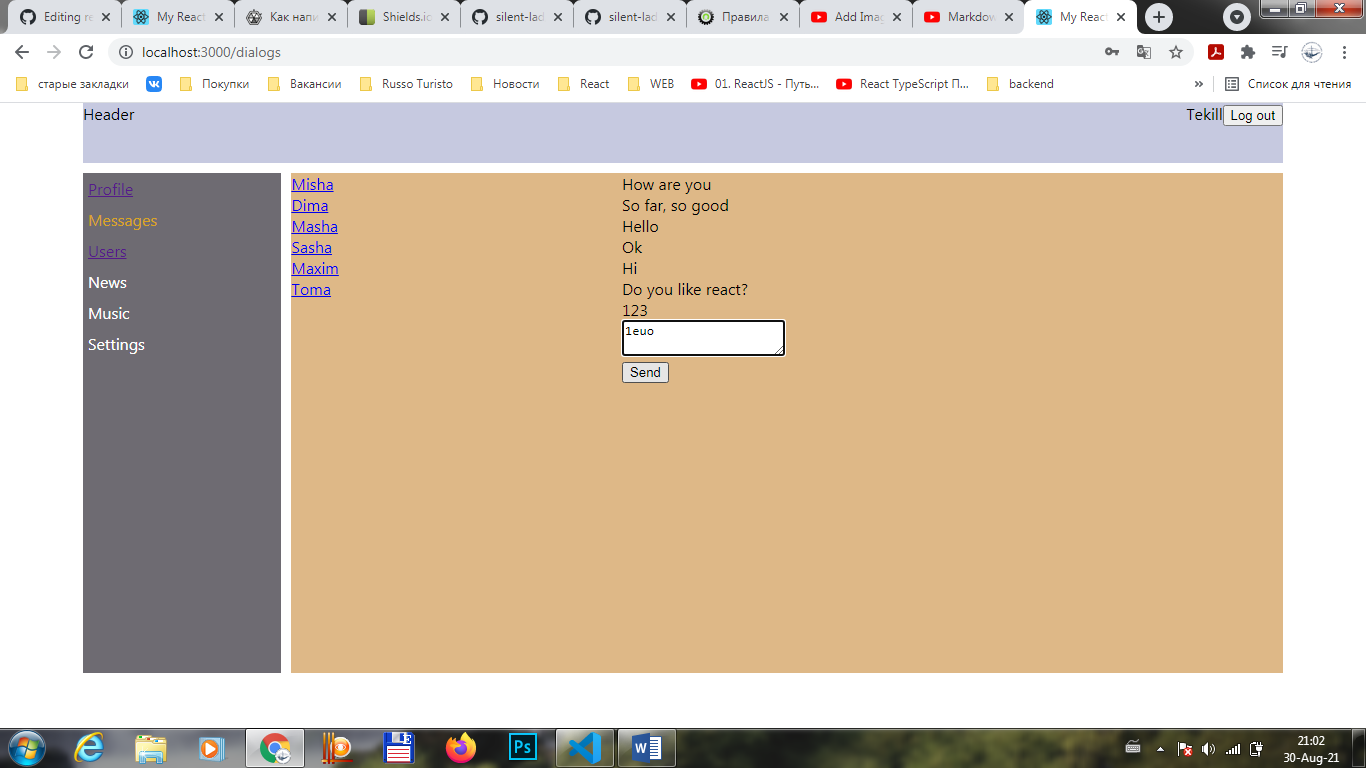 Editing re
My React
Как напи
Shields.io
silent-lad
silent-lad
Правила
Add Imag
Markdow
My React
localhost:3000/dialogs
старые закладки
Покупки
Вакансии
Russo Turisto
Новости
React
WEB
01. ReactJS - Путь...
React TypeScript П...
backend
»
Список для чтения
Header
Tekill
Log out
Profile
Messages
Users
News
Music
Settings
Misha
Dima
Masha
Sasha
Maxim
Toma
How are you
So far, so good
Hello
Ok
Hi
Do you like react?
123
1euo
Send
Ps
21:02
30-Aug-21